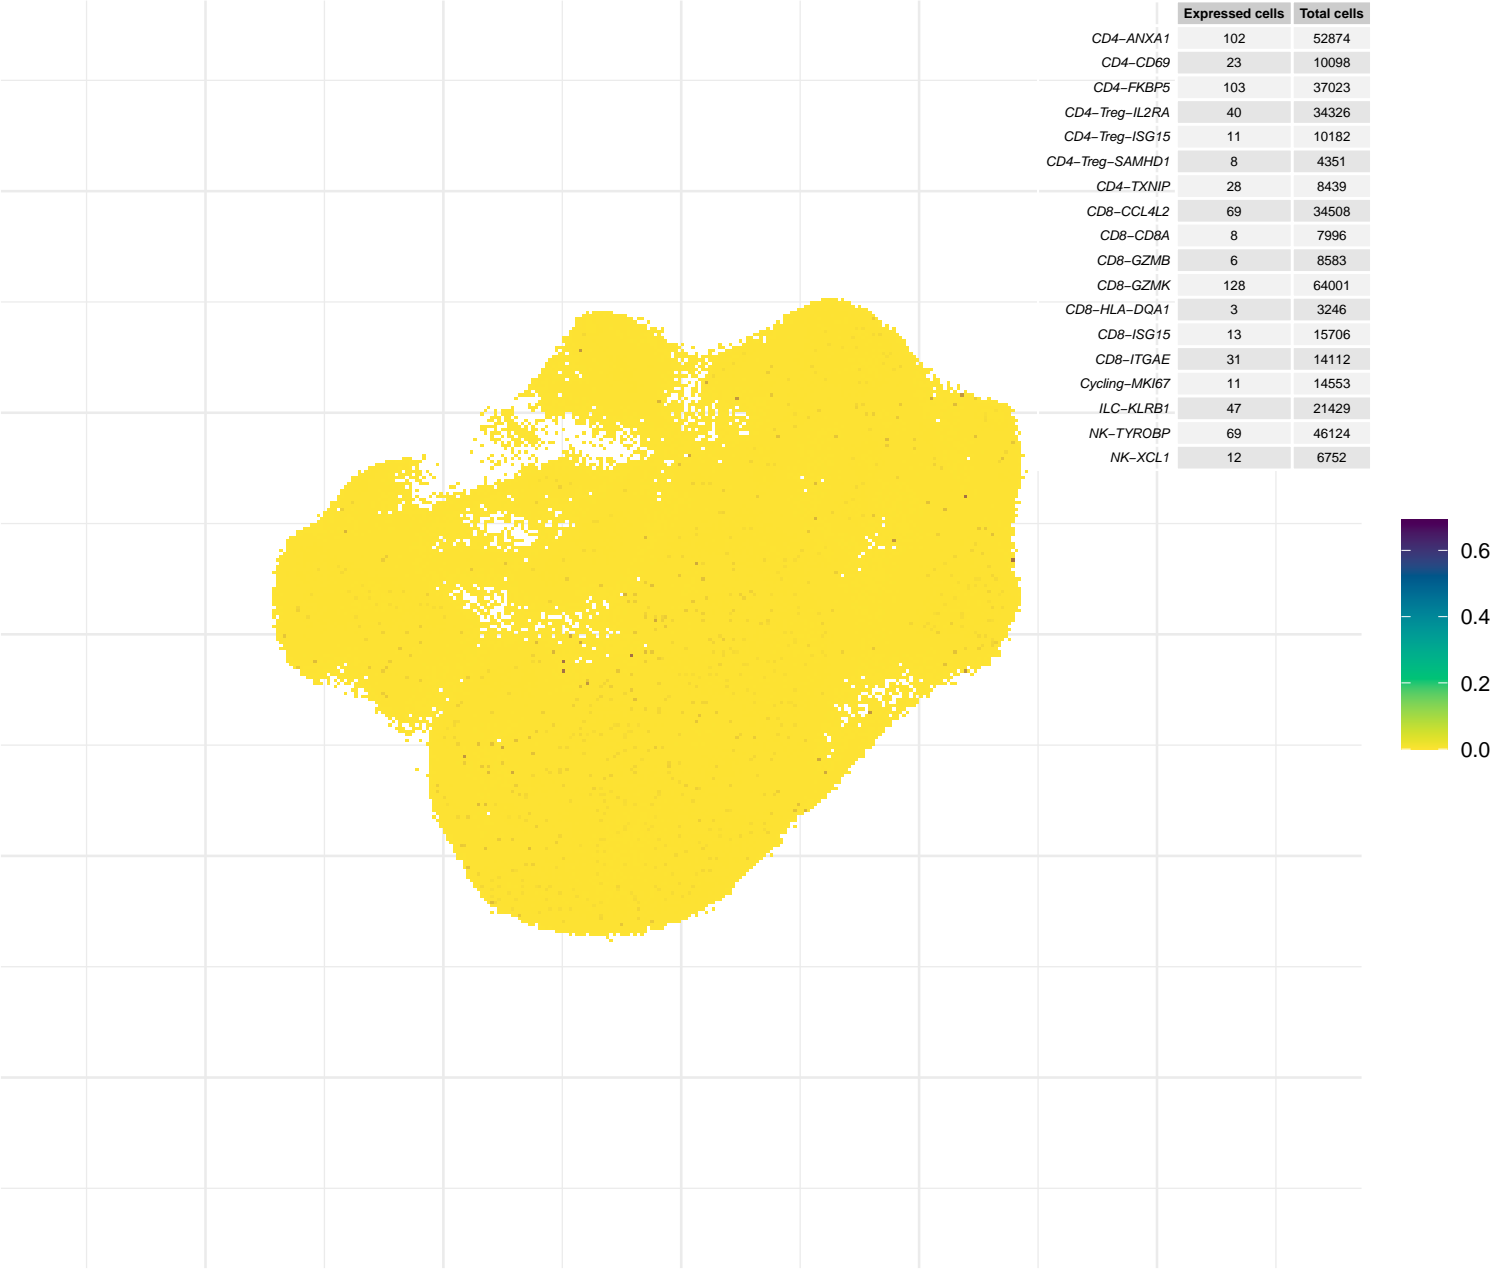 Expressed cells Total cells
CD4−ANXA1 102 52874
CD4−CD69 23 10098
CD4−FKBP5 103 37023
CD4−Treg−IL2RA 40 34326
CD4−Treg−ISG15 11 10182
CD4−Treg−SAMHD1 8 4351
CD4−TXNIP 28 8439
CD8−CCL4L2 69 34508
CD8−CD8A 8 7996
CD8−GZMB 6 8583
CD8−GZMK 128 64001
CD8−HLA−DQA1 3 3246
CD8−ISG15 13 15706
CD8−ITGAE 31 14112
Cycling−MKI67 11 14553
ILC−KLRB1 47 21429
NK−TYROBP 69 46124
NK−XCL1 12 6752
0.6
0.4
0.2
0.0